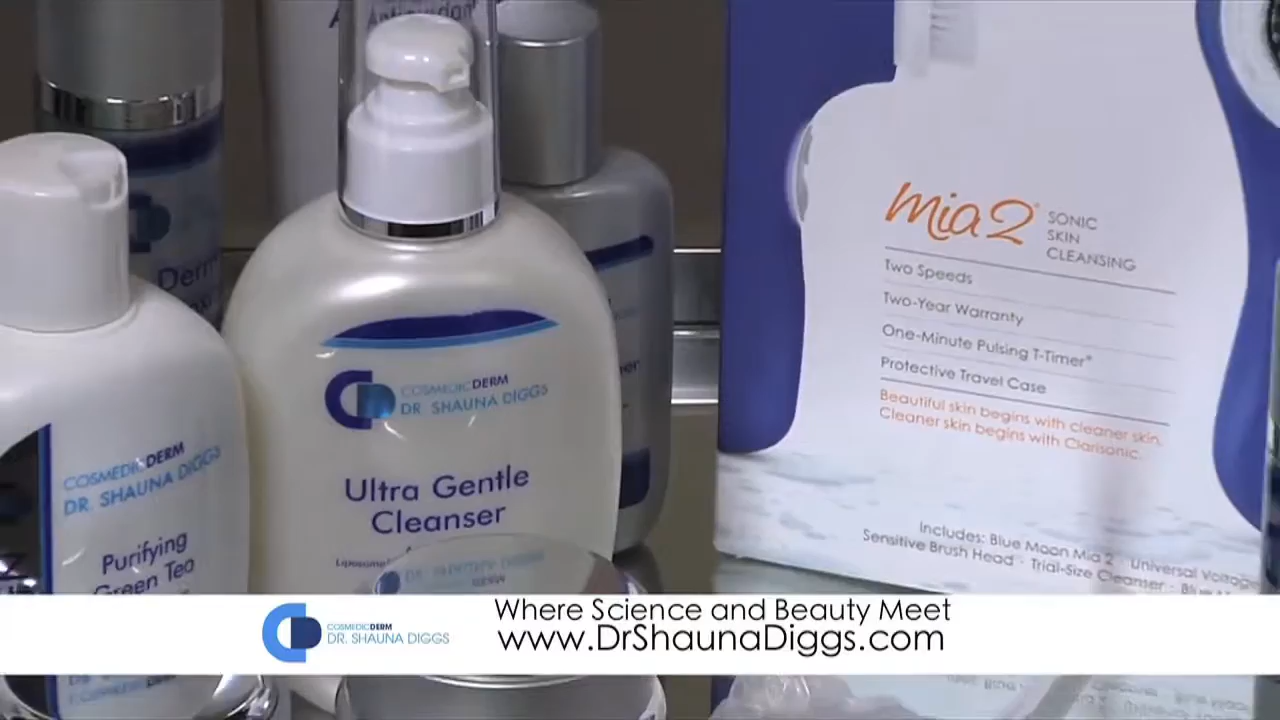 Antioxidant
COSMEDICDERM
DR. SHAUNA DIGGS
Ultra Gentle
Cleanser
COSMEDICDERM
DR. SHAUNA DIGGS
Purifying
Green Tea
mia2
SONIC
SKIN
CLEANSING
Two Speeds
Two-Year Warranty
One-Minute Pulsing T-Timer*
Protective Travel Case
Beautiful skin begins with cleaner skin.
Cleaner skin begins with Clarisonic.
Includes: Blue Moon Mia 2 · Universal Voltage
Sensitive Brush Head · Trial-Size Cleanser ·
COSMEDICDERM
DR. SHAUNA DIGGS
Where Science and Beauty Meet
www.DrShaunaDiggs.com